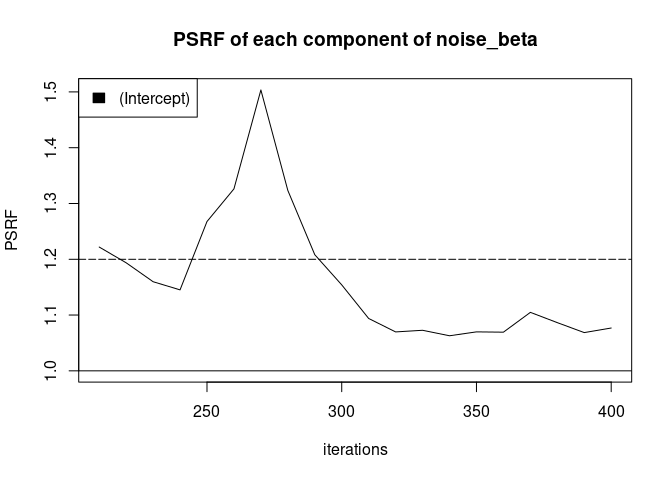 PSRF of each component of noise_beta
(Intercept)
PSRF
1.5
1.4
1.3
1.2
1.1
1.0
250 300 350 400
iterations